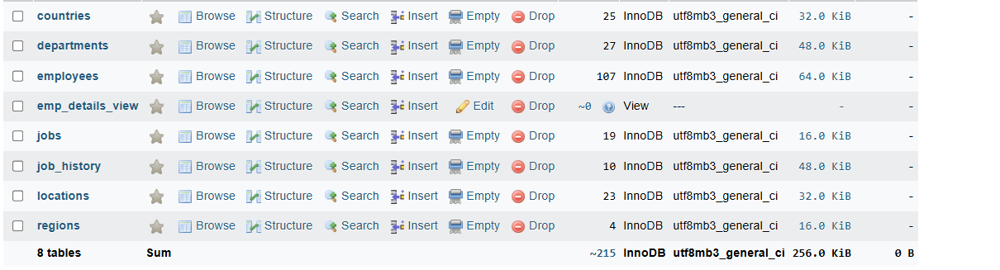 countries Browse Structure Search Insert Empty Drop 25 InnoDB utf8mb3_general_ci 32.0 KiB -
departments Browse Structure Search Insert Empty Drop 27 InnoDB utf8mb3_general_ci 48.0 KiB -
employees Browse Structure Search Insert Empty Drop 107 InnoDB utf8mb3_general_ci 64.0 KiB -
emp_details_view Browse Structure Search Insert Edit Drop ~0 View --- - -
jobs Browse Structure Search Insert Empty Drop 19 InnoDB utf8mb3_general_ci 16.0 KiB -
job_history Browse Structure Search Insert Empty Drop 10 InnoDB utf8mb3_general_ci 48.0 KiB -
locations Browse Structure Search Insert Empty Drop 23 InnoDB utf8mb3_general_ci 32.0 KiB -
regions Browse Structure Search Insert Empty Drop 4 InnoDB utf8mb3_general_ci 16.0 KiB -
8 tables Sum ~215 InnoDB utf8mb3_general_ci 256.0 KiB 0 B